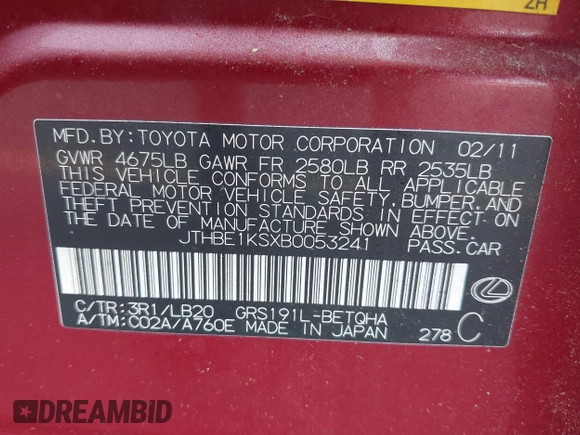 2H
MFD.BY:TOYOTA MOTOR CORPORATION 02/11
GVWR 4675LB GAWR FR 2580LB RR 2535LB
THIS VEHICLE CONFORMS TO ALL APPLICABLE
FEDERAL MOTOR VEHICLE SAFETY,BUMPER,AND
THEFT PREVENTION STANDARDS IN EFFECT ON
THE DATE OF MANUFACTURE SHOWN ABOVE.
JTHBE1KSXB0053241 PASS.CAR
C/TR:3R1/LB20 GRS191L-BETQHA
A/TM:C02A/A760E MADE IN JAPAN 278 C
DREAMBID